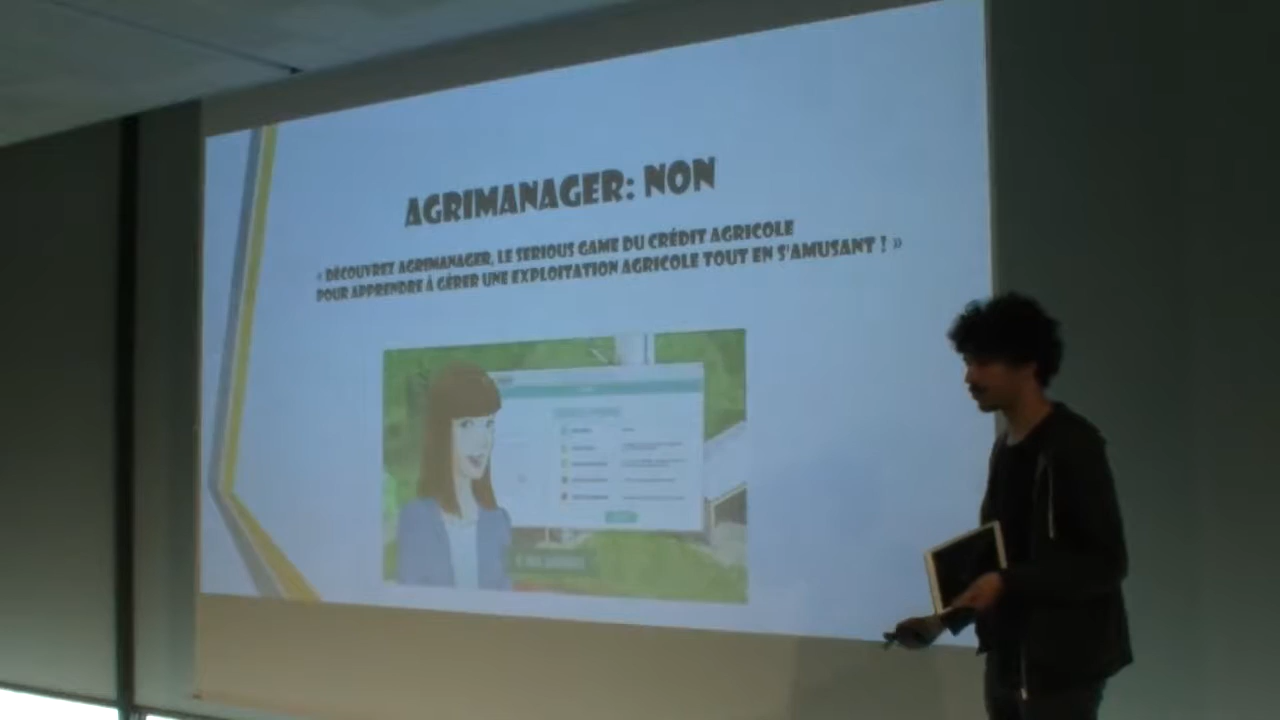 AGRIMANAGER: NON
« DÉCOUVREZ AGRIMANAGER, LE SERIOUS GAME DU CRÉDIT AGRICOLE
POUR APPRENDRE À GÉRER UNE EXPLOITATION AGRICOLE TOUT EN S'AMUSANT ! »